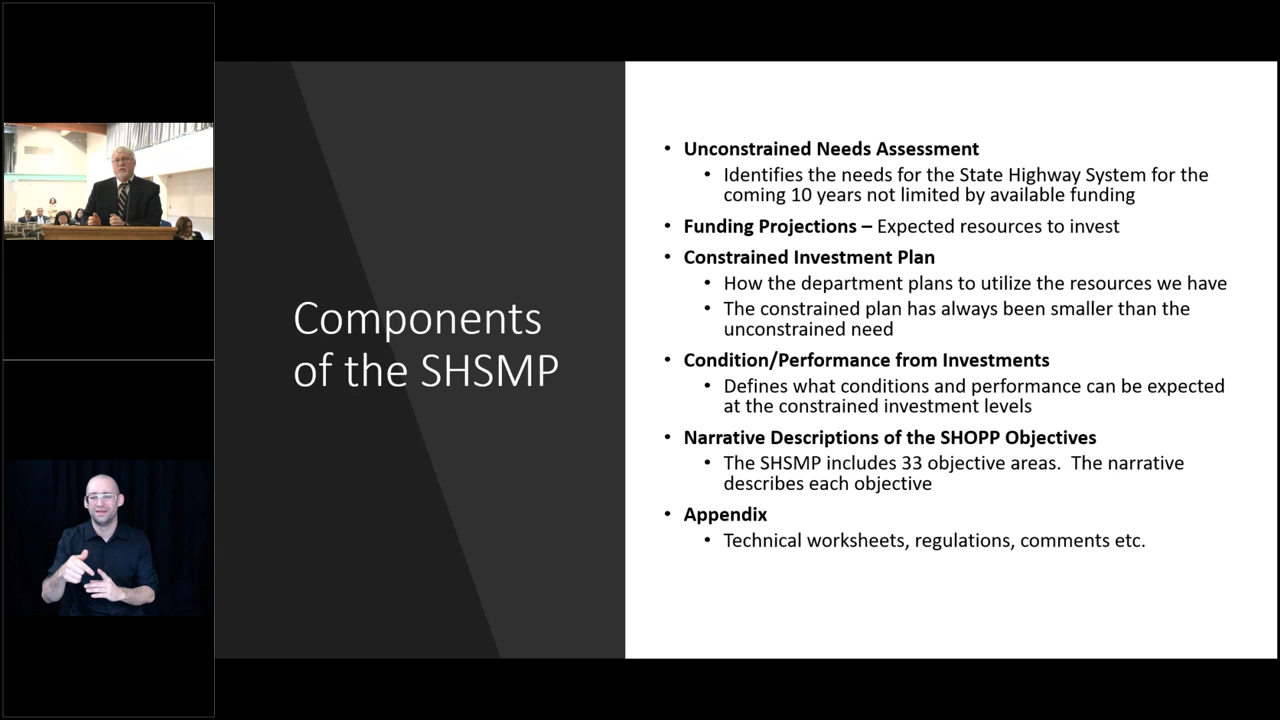 Components
of the SHSMP
• Unconstrained Needs Assessment
• Identifies the needs for the State Highway System for the
coming 10 years not limited by available funding
• Funding Projections – Expected resources to invest
• Constrained Investment Plan
• How the department plans to utilize the resources we have
• The constrained plan has always been smaller than the
unconstrained need
• Condition/Performance from Investments
• Defines what conditions and performance can be expected
at the constrained investment levels
• Narrative Descriptions of the SHOPP Objectives
• The SHSMP includes 33 objective areas.  The narrative
describes each objective
• Appendix
• Technical worksheets, regulations, comments etc.